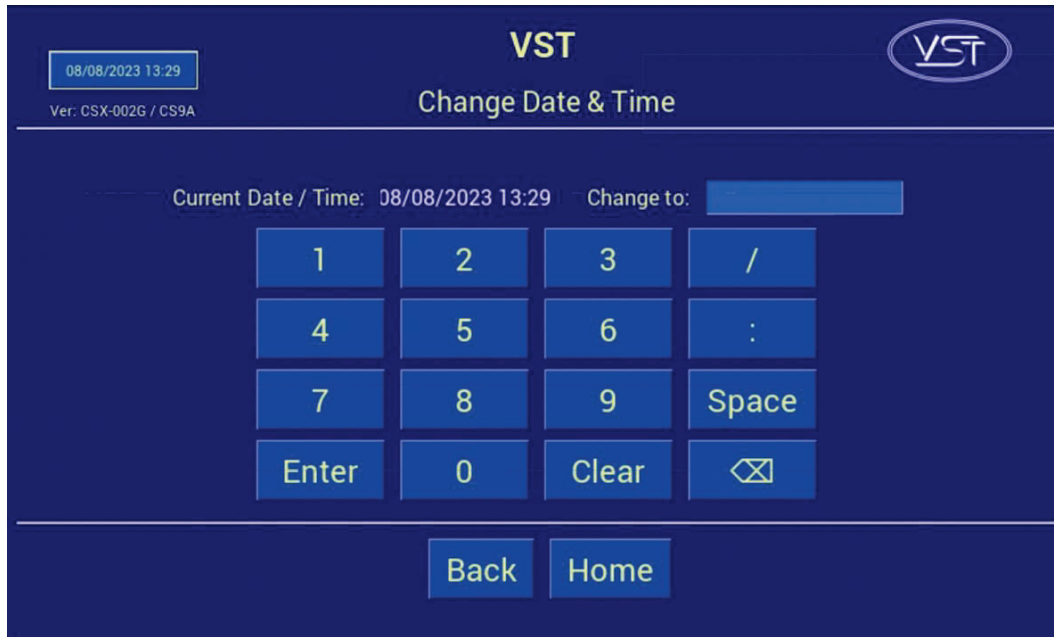 VST
VST
08/08/2023 13:29
Ver: CSX-002G / CS9A
Change Date & Time
Current Date / Time: 08/08/2023 13:29 Change to:
1 2 3 /
4 5 6 :
7 8 9 Space
Enter 0 Clear ⌫
Back Home